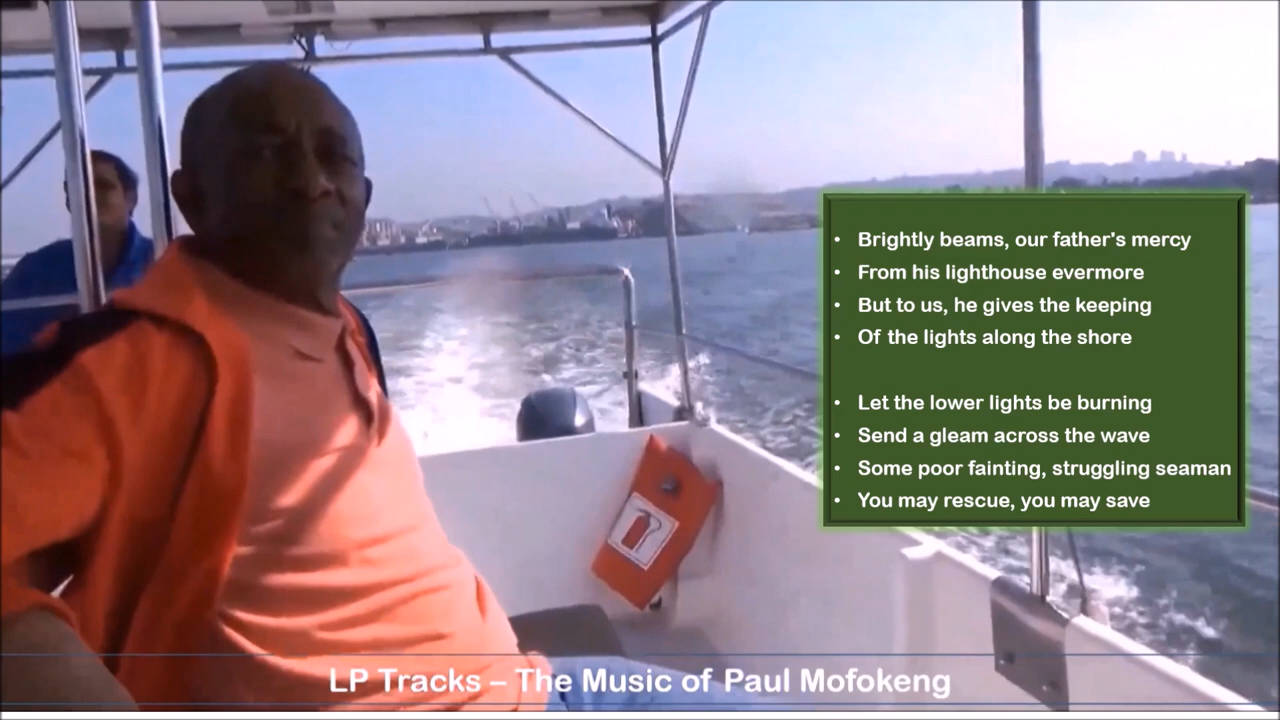 • Brightly beams, our father's mercy
• From his lighthouse evermore
• But to us, he gives the keeping
• Of the lights along the shore
• Let the lower lights be burning
• Send a gleam across the wave
• Some poor fainting, struggling seaman
• You may rescue, you may save
LP Tracks – The Music of Paul Mofokeng